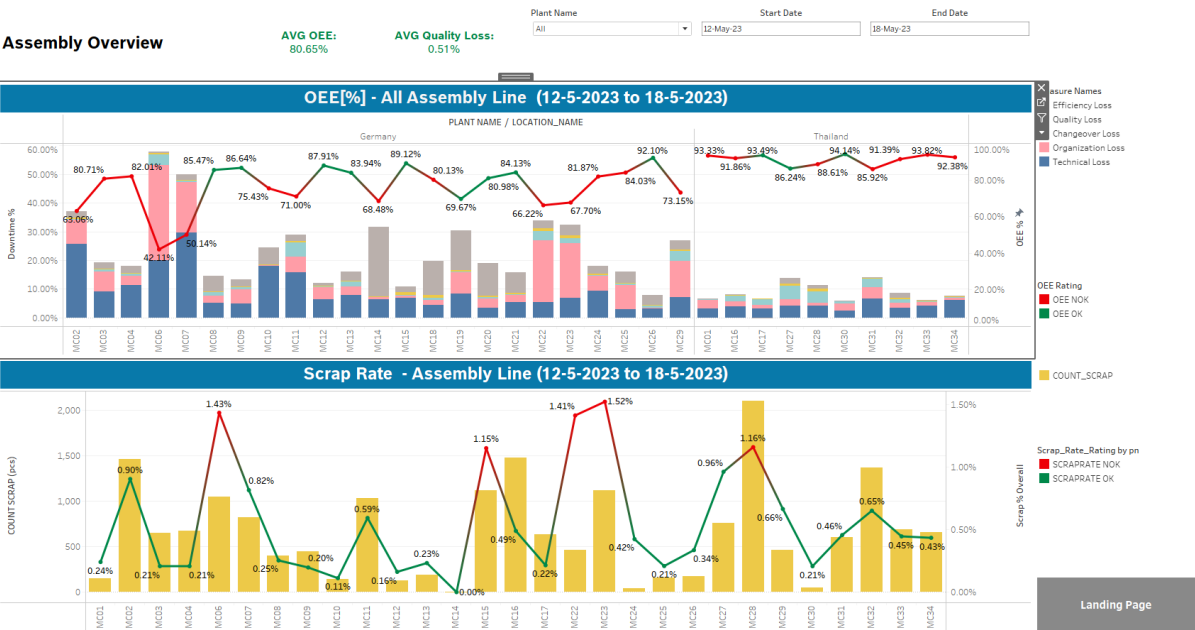 Plant Name Start Date End Date
All 12-May-23 18-May-23
Assembly Overview
AVG OEE: AVG Quality Loss:
80.65% 0.51%
OEE[%] - All Assembly Line (12-5-2023 to 18-5-2023)
PLANT NAME / LOCATION_NAME
Germany Thailand
Downtime %
60.00%
50.00%
40.00%
30.00%
20.00%
10.00%
0.00%
63.06% 80.71% 82.01% 42.11% 50.14% 85.47% 86.64% 75.43% 71.00% 87.91% 83.94% 68.48% 89.12% 80.13% 69.67% 80.98% 84.13% 66.22% 67.70% 81.87% 84.03% 92.10% 73.15% 93.33% 91.86% 93.49% 86.24% 88.61% 94.14% 85.92% 91.39% 93.82% 92.38%
100.00%
80.00%
60.00%
40.00%
20.00%
0.00%
OEE %
MC02 MC03 MC04 MC06 MC07 MC08 MC09 MC10 MC11 MC12 MC13 MC14 MC15 MC18 MC19 MC20 MC21 MC22 MC23 MC24 MC25 MC26 MC29 MC01 MC16 MC17 MC27 MC28 MC30 MC31 MC32 MC33 MC34
asure Names
Efficiency Loss
Quality Loss
Changeover Loss
Organization Loss
Technical Loss
OEE Rating
OEE NOK
OEE OK
Scrap Rate - Assembly Line (12-5-2023 to 18-5-2023)
COUNT SCRAP (pcs)
2,000
1,500
1,000
500
0
0.24% 0.90% 0.21% 0.21% 1.43% 0.82% 0.25% 0.20% 0.11% 0.59% 0.16% 0.23% 0.00% 1.15% 0.49% 0.22% 1.41% 1.52% 0.42% 0.21% 0.34% 0.96% 1.16% 0.66% 0.21% 0.46% 0.65% 0.45% 0.43%
1.50%
1.00%
0.50%
0.00%
Scrap % Overall
MC01 MC02 MC03 MC04 MC06 MC07 MC08 MC09 MC10 MC11 MC12 MC13 MC14 MC15 MC16 MC17 MC22 MC23 MC24 MC25 MC26 MC27 MC28 MC29 MC30 MC31 MC32 MC33 MC34
COUNT_SCRAP
Scrap_Rate_Rating by pn
SCRAPRATE NOK
SCRAPRATE OK
Landing Page